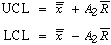 UCL = x̿ + A₂R̅
LCL = x̿ − A₂R̅